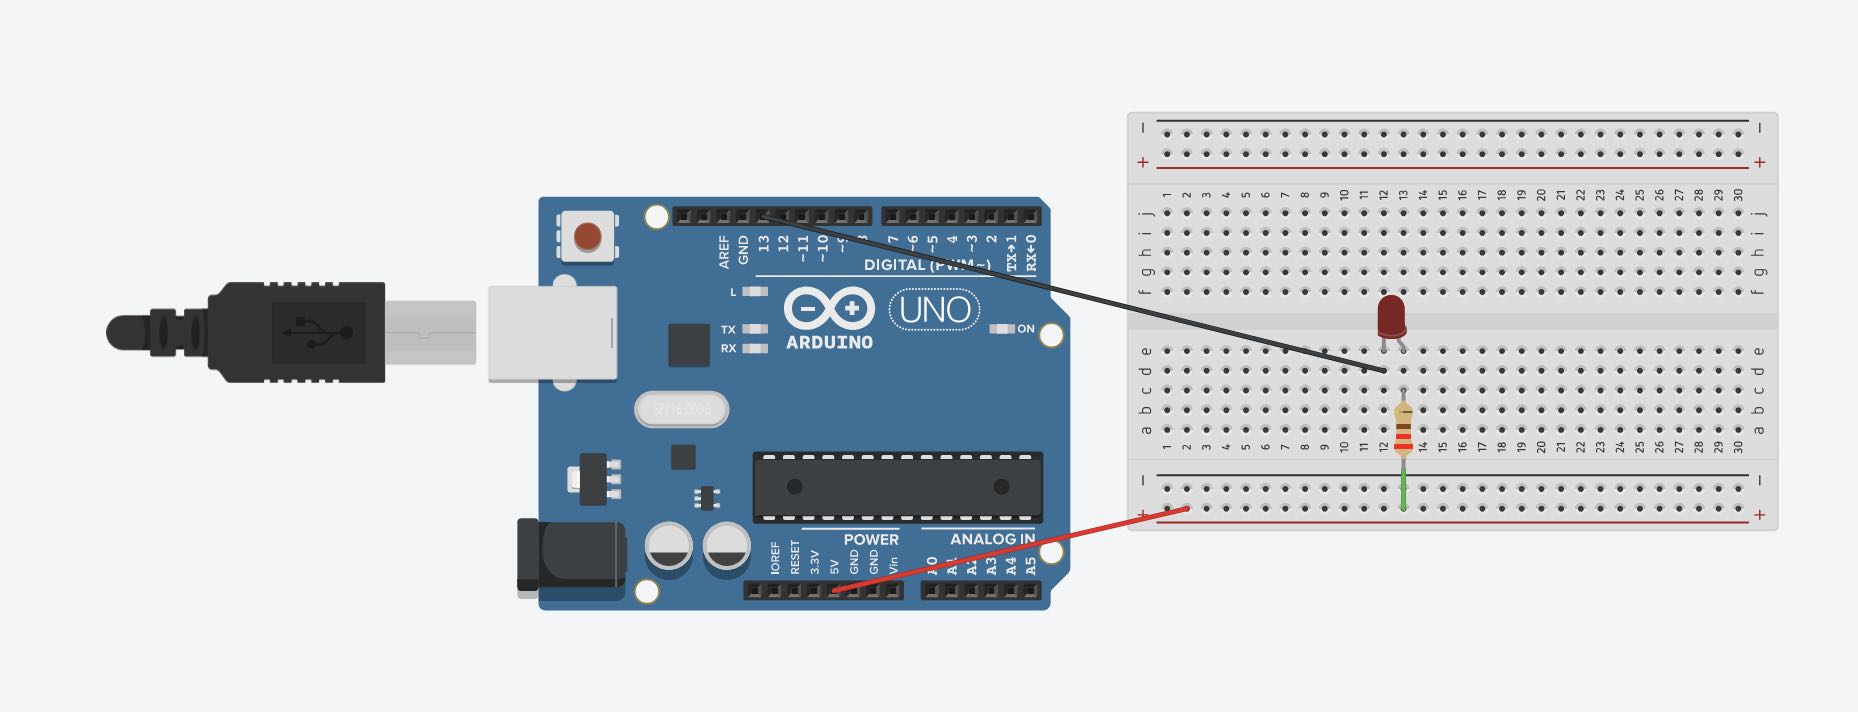 − −
+ +
1 2 3 4 5 6 7 8 9 10 11 12 13 14 15 16 17 18 19 20 21 22 23 24 25 26 27 28 29 30
j j
i i
h h
g g
f f
e e
d d
c c
b b
a a
1 2 3 4 5 6 7 8 9 10 11 12 13 14 15 16 17 18 19 20 21 22 23 24 25 26 27 28 29 30
− −
+ +
AREF GND 13 12 ~11 ~10 ~9 8 7 ~6 ~5 4 ~3 2 TX→1 RX←0
DIGITAL (PWM~)
L
TX
RX
UNO
ARDUINO
ON
SPK16.000G
POWER
ANALOG IN
IOREF RESET 3.3V 5V GND GND Vin A0 A1 A2 A3 A4 A5